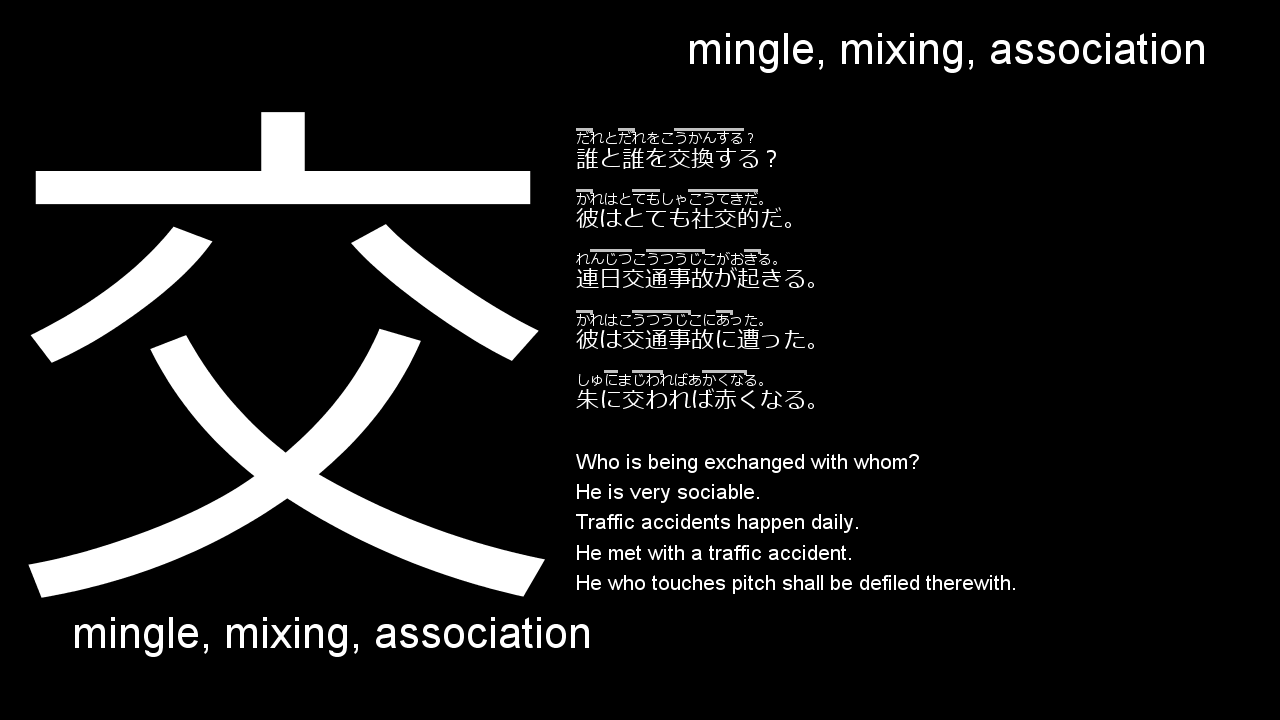 mingle, mixing, association
交
だれとだれをこうかんする？
誰と誰を交換する？
かれはとてもしゃこうてきだ。
彼はとても社交的だ。
れんじつこうつうじこがおきる。
連日交通事故が起きる。
かれはこうつうじこにあった。
彼は交通事故に遭った。
しゅにまじわればあかくなる。
朱に交われば赤くなる。
Who is being exchanged with whom?
He is very sociable.
Traffic accidents happen daily.
He met with a traffic accident.
He who touches pitch shall be defiled therewith.
mingle, mixing, association